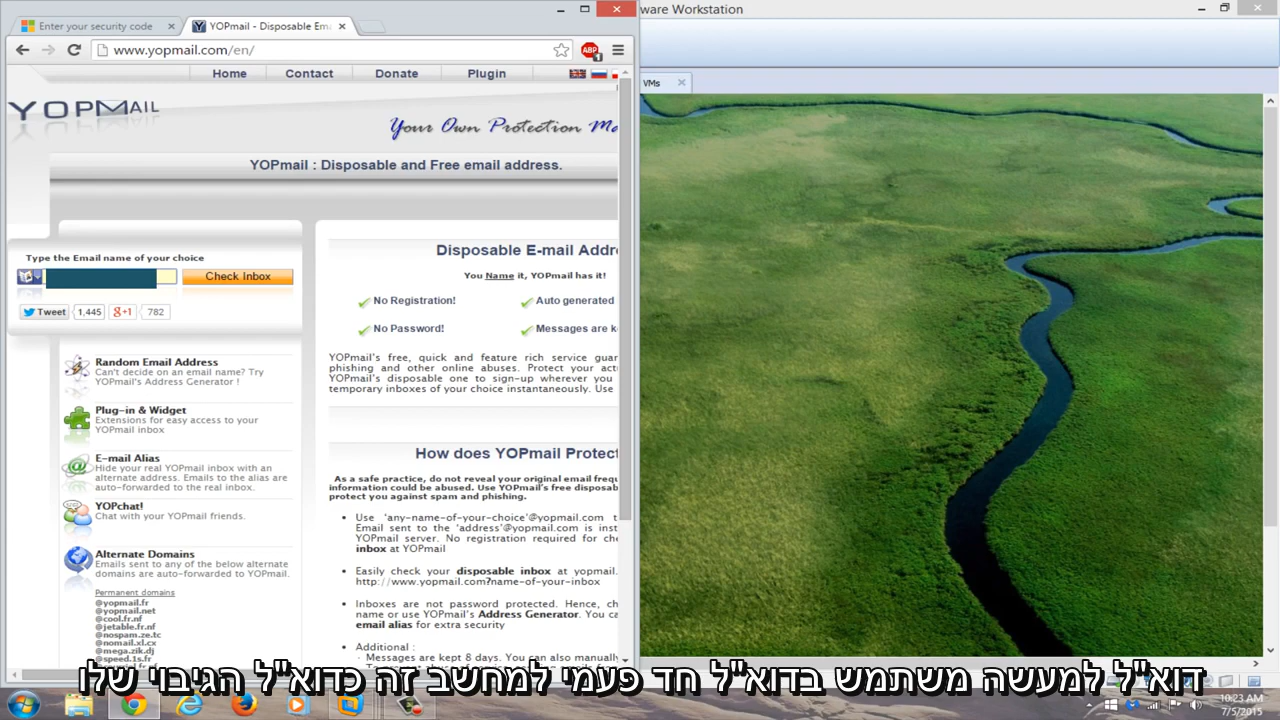 Enter your security code
YOPmail - Disposable Ema
ware Workstation
www.yopmail.com/en/
ABP
1
VMs
Home
Contact
Donate
Plugin
YOPMAIL
Your Own Protection Ma
YOPmail : Disposable and Free email address.
Type the Email name of your choice
Check Inbox
Tweet
1,445
g+1
782
Random Email Address
Can't decide on an email name? Try
YOPmail's Address Generator !
Plug-in & Widget
Extensions for easy access to your
YOPmail inbox
E-mail Alias
Hide your real YOPmail inbox with an
alternate address. Emails to the alias are
auto-forwarded to the real inbox.
YOPchat!
Chat with your YOPmail friends.
Alternate Domains
Emails sent to any of the below alternate
domains are auto-forwarded to YOPmail.
Permanent domains
@yopmail.fr
@yopmail.net
@cool.fr.nf
@jetable.fr.nf
@nospam.ze.tc
@nomail.xl.cx
@mega.zik.dj
@speed.1s.fr
Disposable E-mail Addre
You Name it, YOPmail has it!
No Registration!
Auto generated
No Password!
Messages are ke
YOPmail's free, quick and feature rich service guar
phishing and other online abuses. Protect your actu
YOPmail's disposable one to sign-up wherever you
temporary inboxes of your choice instantaneously. Use
How does YOPmail Protec
As a safe practice, do not reveal your original email freq
information could be abused. Use YOPmail's free disposab
protect you against spam and phishing.
Use 'any-name-of-your-choice'@yopmail.com t
Email sent to the 'address'@yopmail.com is inst
YOPmail server. No registration required for che
inbox at YOPmail
Easily check your disposable inbox at yopmail.
http://www.yopmail.com?name-of-your-inbox
Inboxes are not password protected. Hence, ch
name or use YOPmail's Address Generator. You ca
email alias for extra security
Additional :
- Messages are kept 8 days. You can also manually
דוא"ל למעשה משתמש בדוא"ל חד פעמי למחשב זה כדוא"ל הגיבוי שלו
10:23 AM
7/5/2015